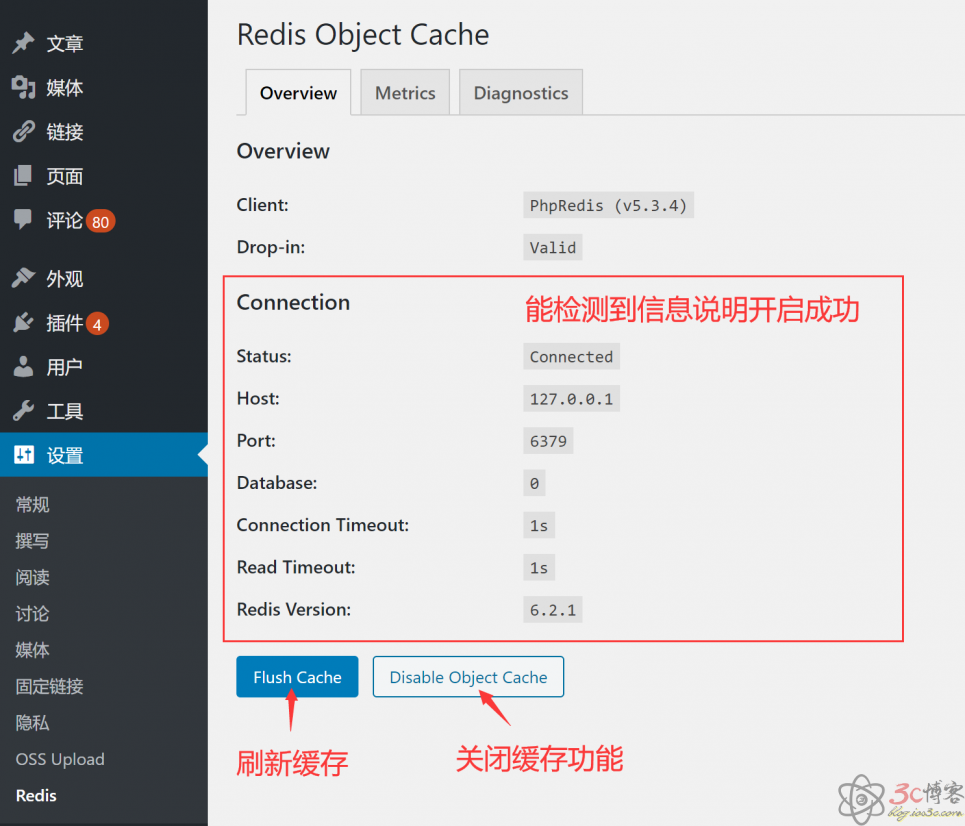 文章
媒体
链接
页面
评论 80
外观
插件 4
用户
工具
设置
常规
撰写
阅读
讨论
媒体
固定链接
隐私
OSS Upload
Redis
Redis Object Cache
Overview Metrics Diagnostics
Overview
Client: PhpRedis (v5.3.4)
Drop-in: Valid
Connection 能检测到信息说明开启成功
Status: Connected
Host: 127.0.0.1
Port: 6379
Database: 0
Connection Timeout: 1s
Read Timeout: 1s
Redis Version: 6.2.1
Flush Cache Disable Object Cache
刷新缓存 关闭缓存功能
3c博客
blog.ios3c.com